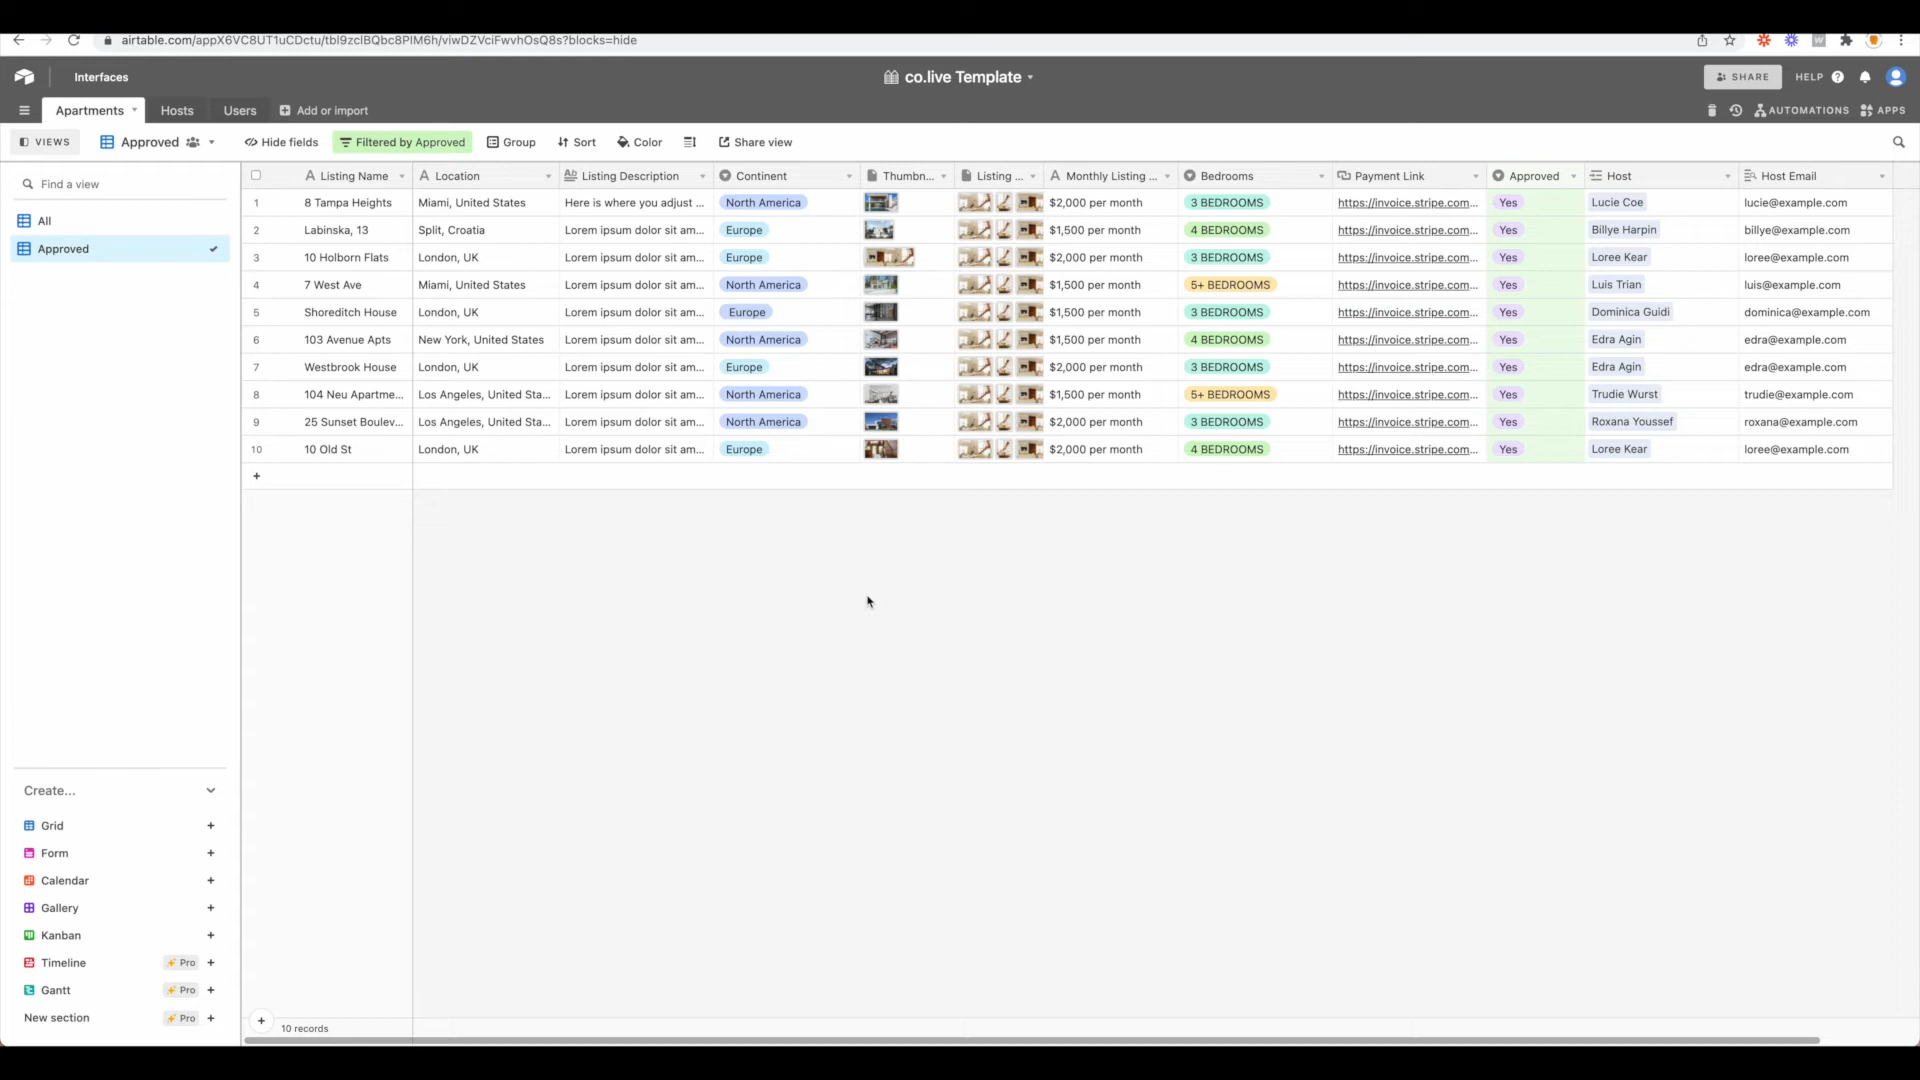 airtable.com/appX6VC8UT1uCDctu/tbl9zclBQbc8PlM6h/viwDZVciFwvhOsQ8s?blocks=hide
Interfaces
co.live Template
SHARE
HELP
Apartments
Hosts
Users
Add or import
AUTOMATIONS
APPS
VIEWS
Approved
Hide fields
Filtered by Approved
Group
Sort
Color
Share view
Find a view
All
Approved
Listing Name Location Listing Description Continent Thumbn... Listing ... Monthly Listing ... Bedrooms Payment Link Approved Host Host Email
1 8 Tampa Heights Miami, United States Here is where you adjust ... North America $2,000 per month 3 BEDROOMS https://invoice.stripe.com... Yes Lucie Coe lucie@example.com
2 Labinska, 13 Split, Croatia Lorem ipsum dolor sit am... Europe $1,500 per month 4 BEDROOMS https://invoice.stripe.com... Yes Billye Harpin billye@example.com
3 10 Holborn Flats London, UK Lorem ipsum dolor sit am... Europe $2,000 per month 3 BEDROOMS https://invoice.stripe.com... Yes Loree Kear loree@example.com
4 7 West Ave Miami, United States Lorem ipsum dolor sit am... North America $1,500 per month 5+ BEDROOMS https://invoice.stripe.com... Yes Luis Trian luis@example.com
5 Shoreditch House London, UK Lorem ipsum dolor sit am... Europe $1,500 per month 3 BEDROOMS https://invoice.stripe.com... Yes Dominica Guidi dominica@example.com
6 103 Avenue Apts New York, United States Lorem ipsum dolor sit am... North America $1,500 per month 4 BEDROOMS https://invoice.stripe.com... Yes Edra Agin edra@example.com
7 Westbrook House London, UK Lorem ipsum dolor sit am... Europe $2,000 per month 3 BEDROOMS https://invoice.stripe.com... Yes Edra Agin edra@example.com
8 104 Neu Apartme... Los Angeles, United Sta... Lorem ipsum dolor sit am... North America $1,500 per month 5+ BEDROOMS https://invoice.stripe.com... Yes Trudie Wurst trudie@example.com
9 25 Sunset Boulev... Los Angeles, United Sta... Lorem ipsum dolor sit am... North America $2,000 per month 3 BEDROOMS https://invoice.stripe.com... Yes Roxana Youssef roxana@example.com
10 10 Old St London, UK Lorem ipsum dolor sit am... Europe $2,000 per month 4 BEDROOMS https://invoice.stripe.com... Yes Loree Kear loree@example.com
Create...
Grid
Form
Calendar
Gallery
Kanban
Timeline Pro
Gantt Pro
New section Pro
10 records